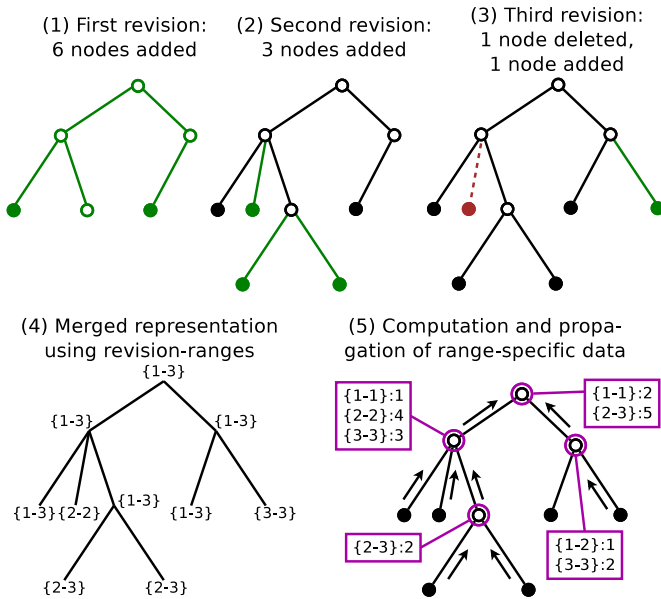 (1) First revision:
6 nodes added
(2) Second revision:
3 nodes added
(3) Third revision:
1 node deleted,
1 node added
(4) Merged representation
using revision-ranges
{1-3}
{1-3}
{1-3}
{1-3}
{2-2}
{1-3}
{1-3}
{3-3}
{2-3}
{2-3}
(5) Computation and propa-
gation of range-specific data
{1-1}:1
{2-2}:4
{3-3}:3
{1-1}:2
{2-3}:5
{2-3}:2
{1-2}:1
{3-3}:2